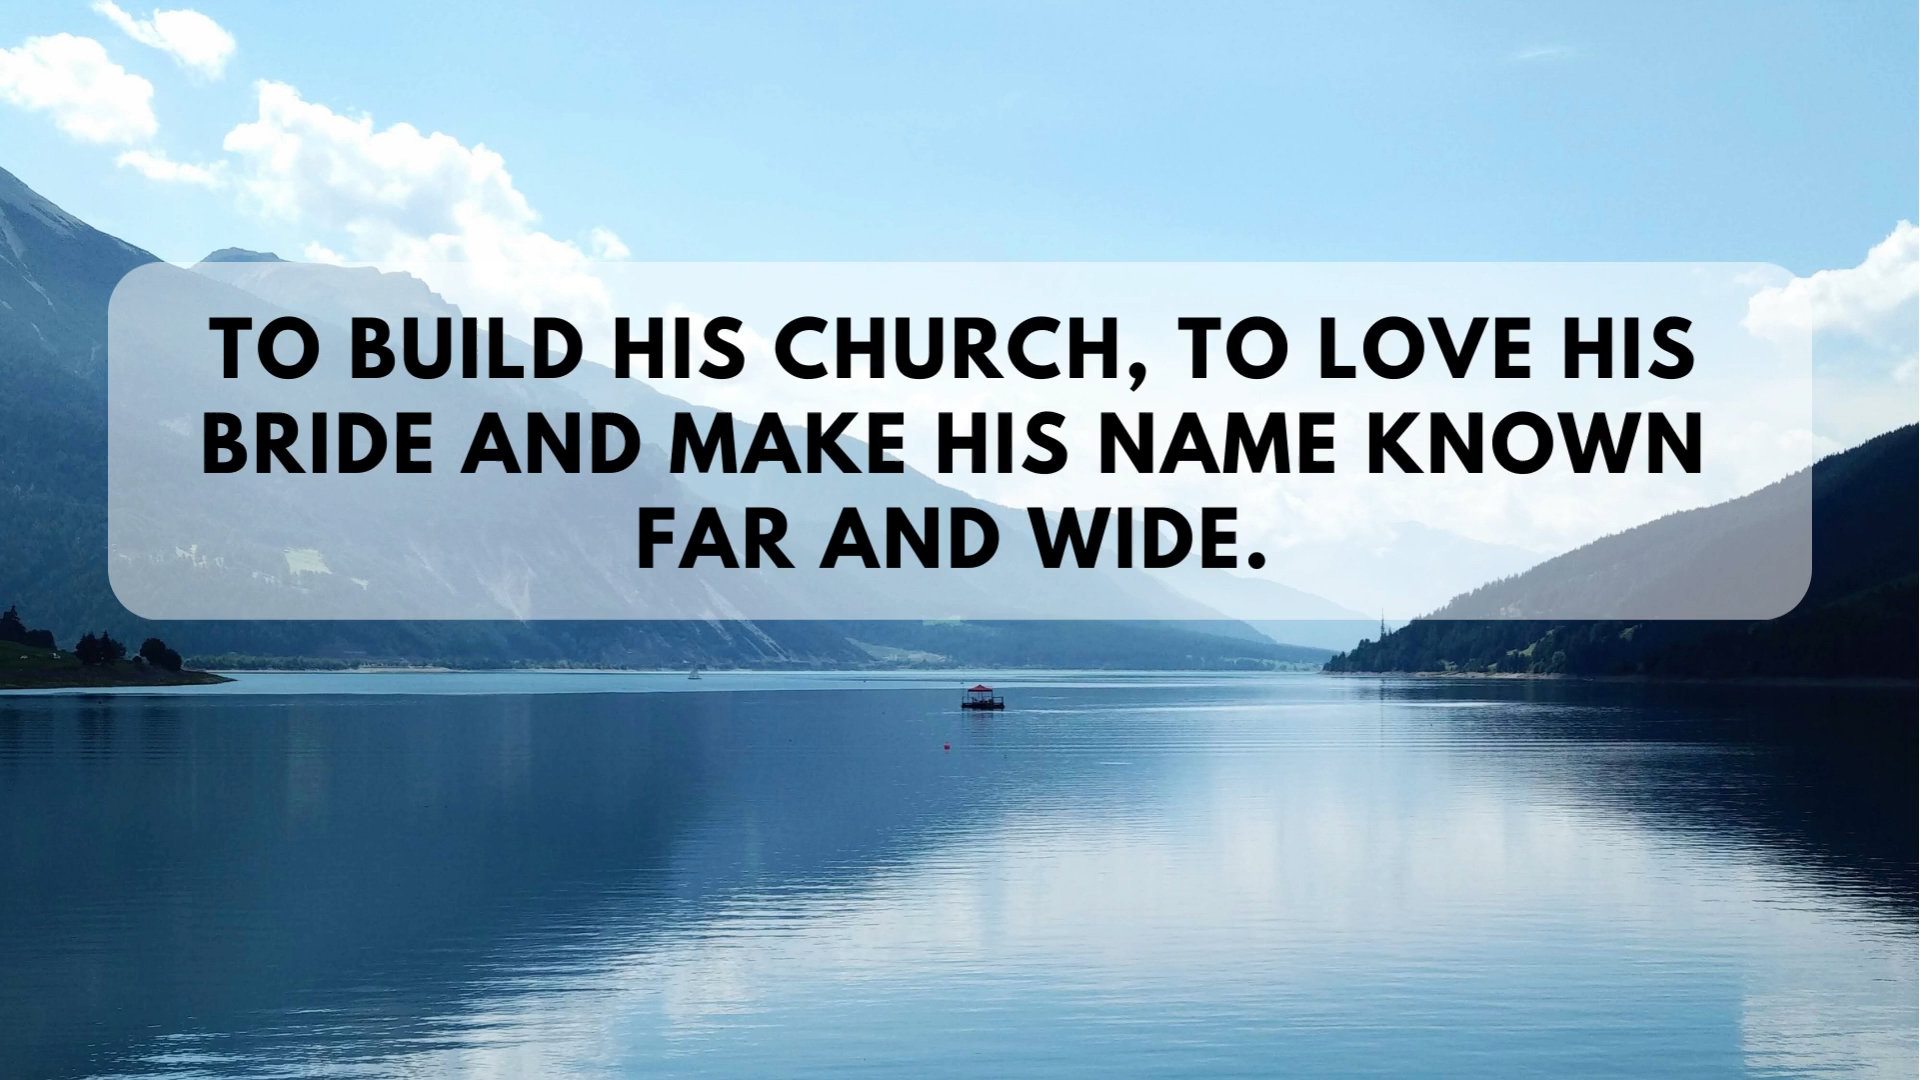 TO BUILD HIS CHURCH, TO LOVE HIS
BRIDE AND MAKE HIS NAME KNOWN
FAR AND WIDE.